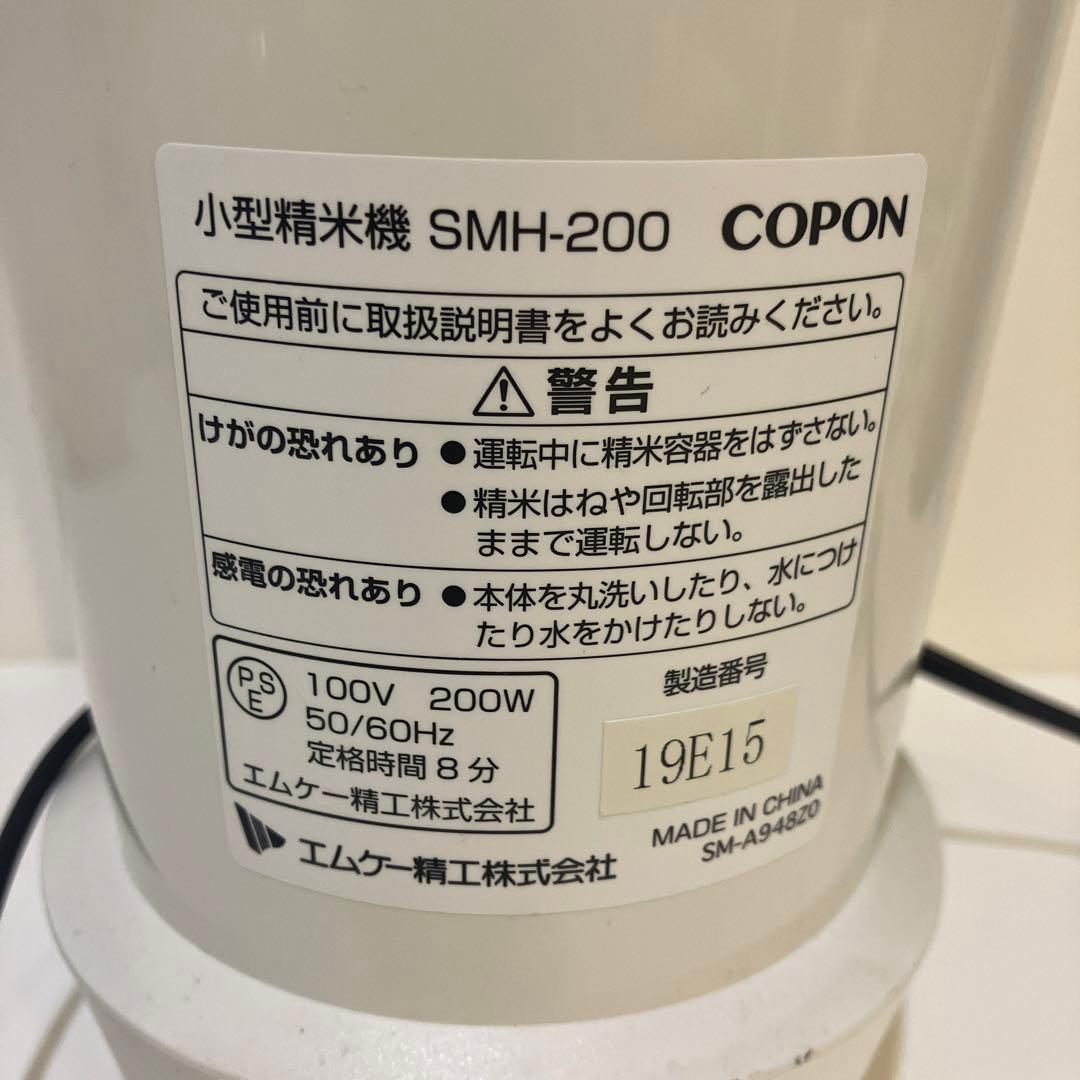 小型精米機 SMH-200 COPON
ご使用前に取扱説明書をよくお読みください。
警告
けがの恐れあり ●運転中に精米容器をはずさない。
●精米はねや回転部を露出した
ままで運転しない。
感電の恐れあり ●本体を丸洗いしたり、水につけ
たり水をかけたりしない。
PSE
100V 200W
50/60Hz
定格時間8分
エムケー精工株式会社
製造番号
19E15
エムケー精工株式会社
MADE IN CHINA
SM-A948Z0